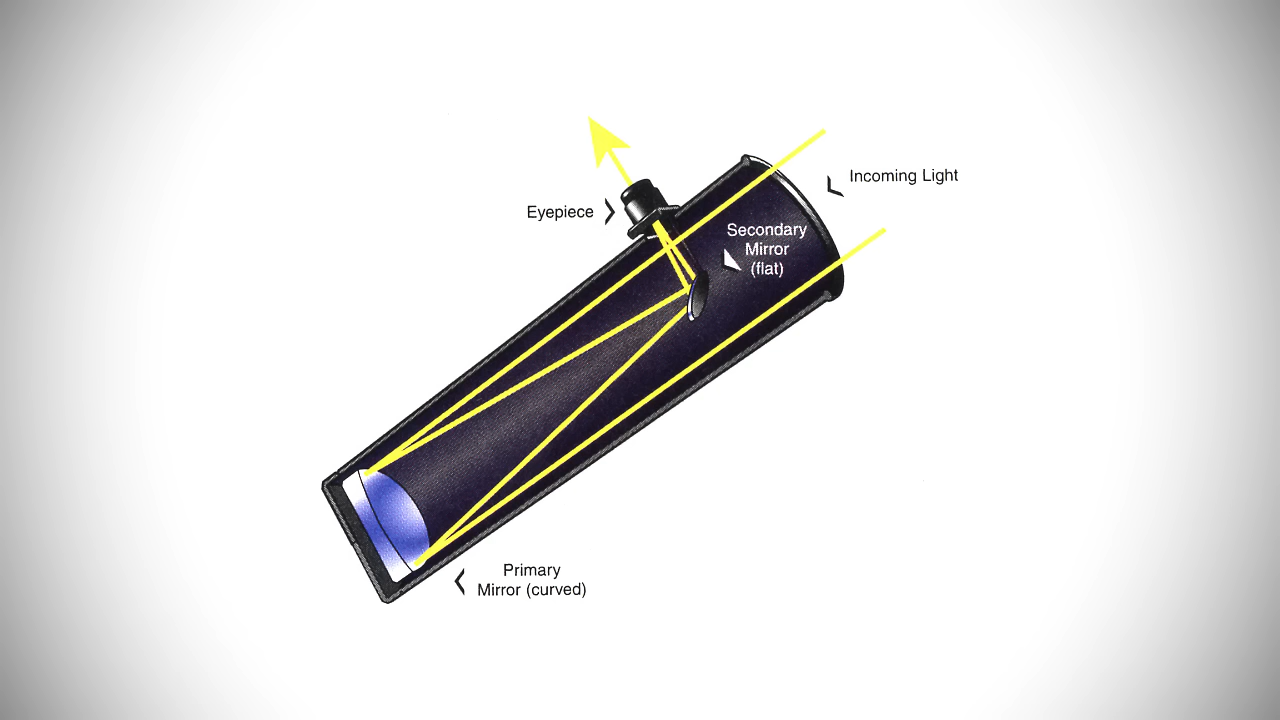 Incoming Light
Eyepiece
Secondary
Mirror
(flat)
Primary
Mirror (curved)